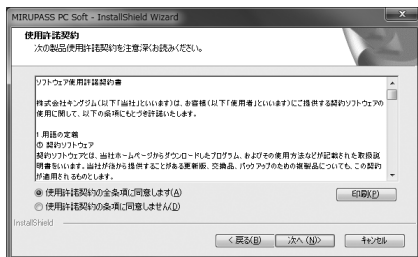 MIRUPASS PC Soft - InstallShield Wizard
使用許諾契約
次の製品使用許諾契約を注意深くお読みください。
ソフトウェア使用許諾契約書
株式会社キングジム(以下「当社」といいます)は、お客様(以下「使用者」といいます)にご提供する契約ソフトウェアの
使用に関して、以下の条項にもとづき許諾いたします。
1 用語の定義
① 契約ソフトウェア
契約ソフトウェアとは、当社ホームページからダウンロードしたプログラム、およびその使用方法などが記載された取扱説
明書をいいます。当社が後から提供することがある更新版、交換品、バックアップのための複製品についても、この契約
が適用されるものとします。
使用許諾契約の全条項に同意します(A)
印刷(P)
使用許諾契約の条項に同意しません(D)
InstallShield
< 戻る(B)
次へ(N) >
キャンセル